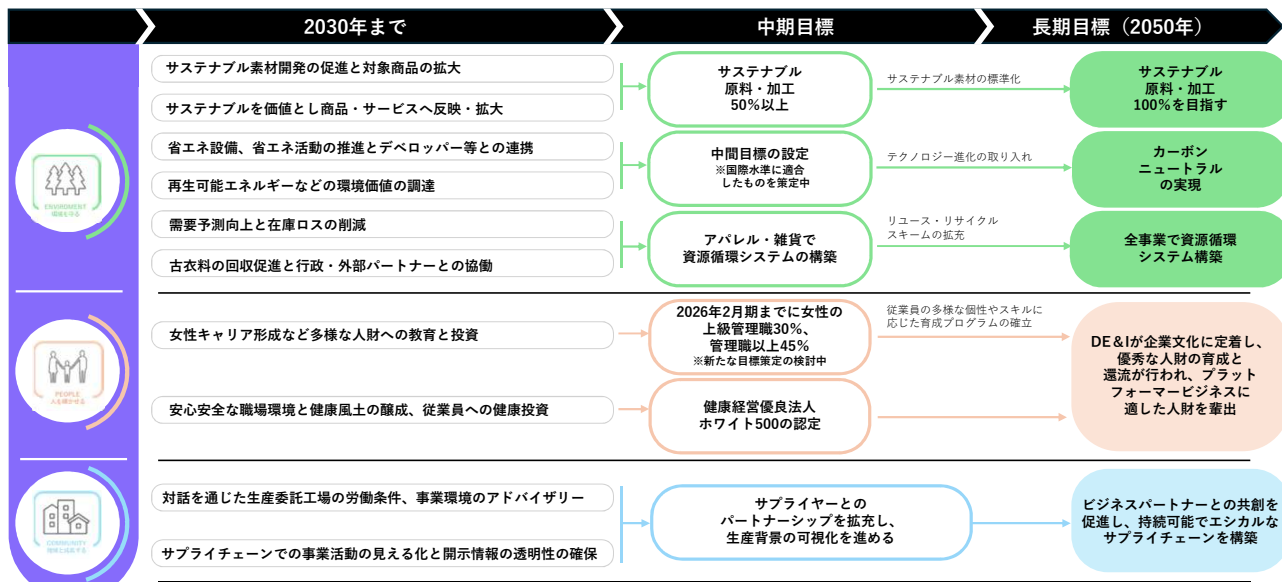 2030年まで
中期目標
長期目標（2050年）
ENVIRMENT
環境を守る
サステナブル素材開発の促進と対象商品の拡大
サステナブルを価値とし商品・サービスへ反映・拡大
サステナブル
原料・加工
50%以上
サステナブル素材の標準化
サステナブル
原料・加工
100%を目指す
省エネ設備、省エネ活動の推進とデベロッパー等との連携
再生可能エネルギーなどの環境価値の調達
中間目標の設定
※国際水準に適合
したものを策定中
テクノロジー進化の取り入れ
カーボン
ニュートラル
の実現
需要予測向上と在庫ロスの削減
古衣料の回収促進と行政・外部パートナーとの協働
アパレル・雑貨で
資源循環システムの構築
リユース・リサイクル
スキームの拡充
全事業で資源循環
システム構築
PEOPLE
人を輝かせる
女性キャリア形成など多様な人財への教育と投資
2026年2月期までに女性の
上級管理職30%、
管理職以上45%
※新たな目標策定の検討中
従業員の多様な個性やスキルに
応じた育成プログラムの確立
安心安全な職場環境と健康風土の醸成、従業員への健康投資
健康経営優良法人
ホワイト500の認定
DE＆Iが企業文化に定着し、
優秀な人財の育成と
還流が行われ、プラット
フォーマービジネスに
適した人財を輩出
COMMUNITY
地域と成長する
対話を通じた生産委託工場の労働条件、事業環境のアドバイザリー
サプライチェーンでの事業活動の見える化と開示情報の透明性の確保
サプライヤーとの
パートナーシップを拡充し、
生産背景の可視化を進める
ビジネスパートナーとの共創を
促進し、持続可能でエシカルな
サプライチェーンを構築